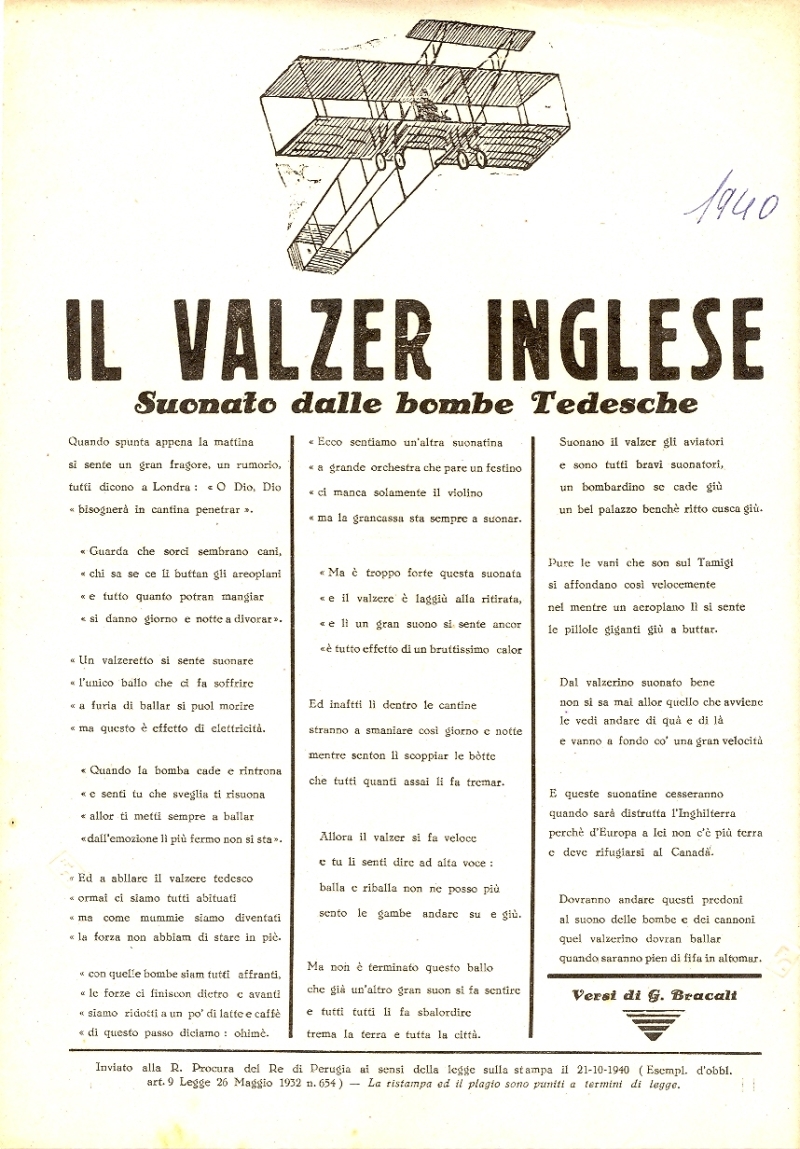 1940
IL VALZER INGLESE
Suonato dalle bombe Tedesche
Quando spunta appena la mattina
si sente un gran fragore, un rumorio,
tutti dicono a Londra : « O Dio, Dio
« bisognerà in cantina penetrar ».
« Guarda che sorci sembrano cani,
« chi sa se ce li buttan gli areoplani
« e tutto quanto potran mangiar
« si danno giorno e notte a divorar».
« Un valzeretto si sente suonare
« l'unico ballo che ci fa soffrire
« a furia di ballar si puol morire
« ma questo è effetto di elettricità.
« Quando la bomba cade e rintrona
« e senti tu che sveglia ti risuona
« allor ti metti sempre a ballar
«dall'emozione lì più fermo non si sta».
« Ed a abllare il valzere tedesco
« ormai ci siamo tutti abituati
« ma come mummie siamo diventati
« la forza non abbiam di stare in piè.
« con quelle bombe siam tutti affranti,
« le forze ci finiscon dietro e avanti
« siamo ridotti a un po' di latte e caffè
« di questo passo diciamo : ohimè.
« Ecco sentiamo un'altra suonatina
« a grande orchestra che pare un festino
« ci manca solamente il violino
« ma la grancassa sta sempre a suonar.
« Ma è troppo forte questa suonata
« e il valzere è laggiù alla ritirata,
« e lì un gran suono si sente ancor
«è tutto effetto di un bruttissimo calor
Ed inaftti lì dentro le cantine
stranno a smaniare così giorno e notte
mentre senton lì scoppiar le bòtte
che tutti quanti assai li fa tremar.
Allora il valzer si fa veloce
e tu li senti dire ad alta voce :
balla e riballa non ne posso più
sento le gambe andare su e giù.
Ma non è terminato questo ballo
che già un'altro gran suon si fa sentire
e tutti tutti li fa sbalordire
trema la terra e tutta la città.
Suonano il valzer gli aviatori
e sono tutti bravi suonatori,
un bombardino se cade giù
un bel palazzo benchè ritto cusca giù.
Pure le vani che son sul Tamigi
si affondano così velocemente
nel mentre un aeroplano lì si sente
le pillole giganti giù a buttar.
Dal valzerino suonato bene
non si sa mai allor quello che avviene
le vedi andare di quà e di là
e vanno a fondo co' una gran velocità
E queste suonatine cesseranno
quando sarà distrutta l'Inghilterra
perchè d'Europa a lei non c'è più terra
e deve rifugiarsi al Canadà.
Dovranno andare questi predoni
al suono delle bombe e dei cannoni
quel valzerino dovran ballar
quando saranno pien di fifa in altomar.
Versi di G. Bracali
Inviato alla R. Procura del Re di Perugia ai sensi della legge sulla stampa il 21-10-1940 ( Esempl. d'obbl.
art. 9 Legge 26 Maggio 1932 n. 654 ) — La ristampa ed il plagio sono puniti a termini di legge.